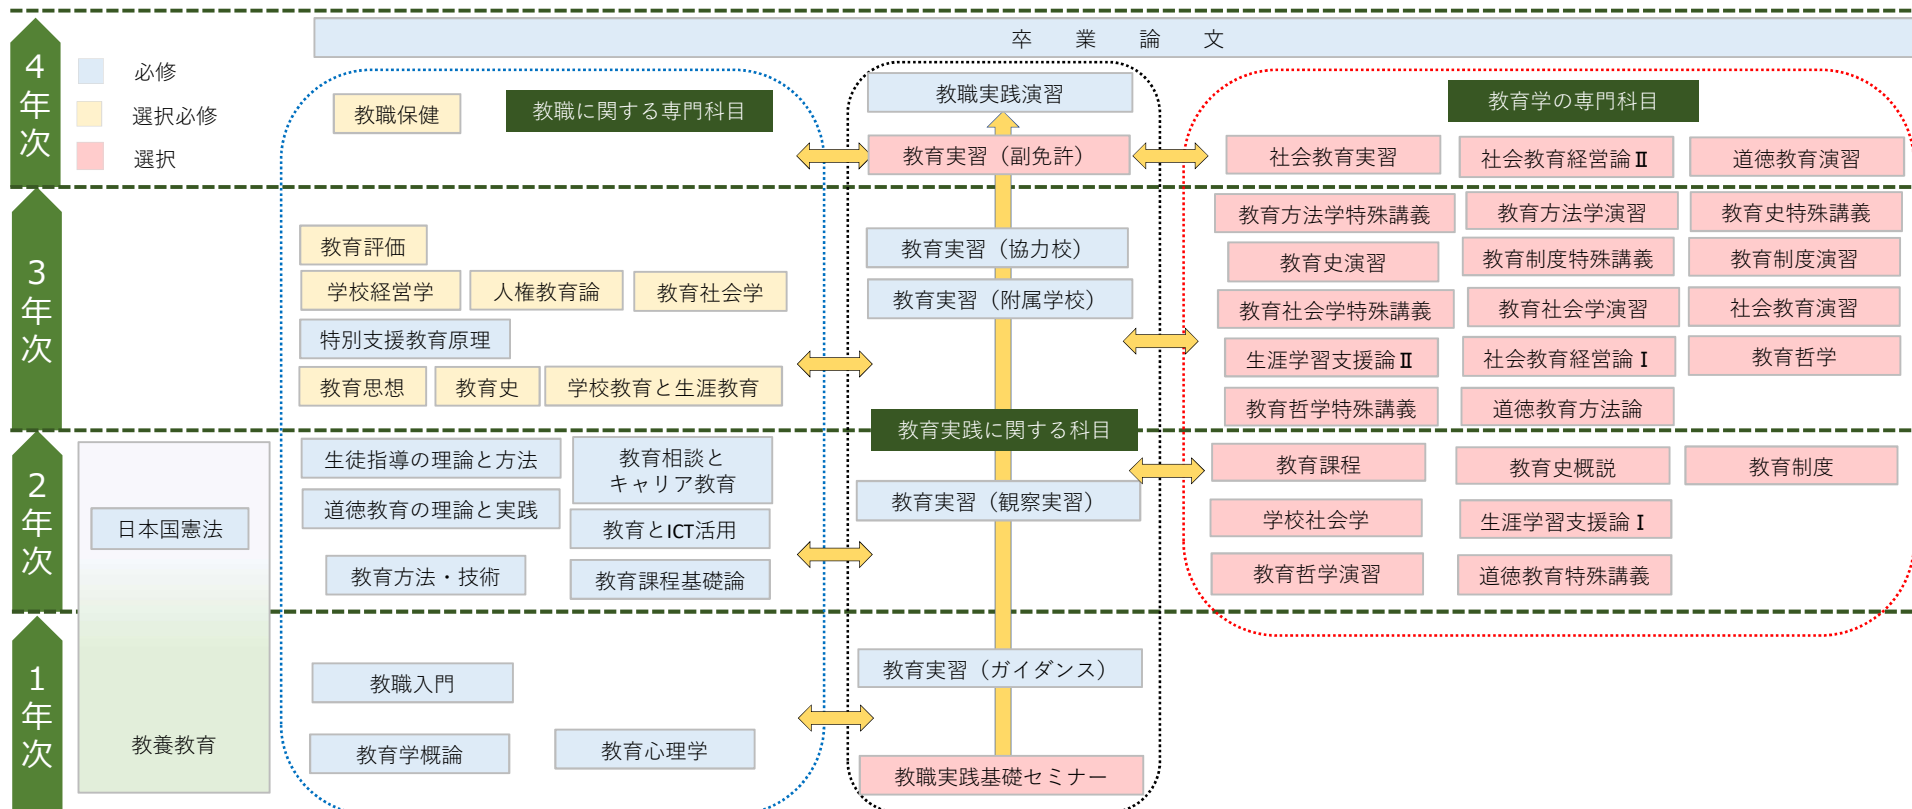 卒業論文
4年次
必修
選択必修
選択
教職保健
教職に関する専門科目
教職実践演習
教育実習（副免許）
教育学の専門科目
社会教育実習
社会教育経営論Ⅱ
道徳教育演習
3年次
教育評価
学校経営学
人権教育論
教育社会学
特別支援教育原理
教育思想
教育史
学校教育と生涯教育
教育実習（協力校）
教育実習（附属学校）
教育実践に関する科目
教育方法学特殊講義
教育方法学演習
教育史特殊講義
教育史演習
教育制度特殊講義
教育制度演習
教育社会学特殊講義
教育社会学演習
社会教育演習
生涯学習支援論Ⅱ
社会教育経営論Ⅰ
教育哲学
教育哲学特殊講義
道徳教育方法論
2年次
日本国憲法
生徒指導の理論と方法
教育相談と
キャリア教育
道徳教育の理論と実践
教育とICT活用
教育方法・技術
教育課程基礎論
教育実習（観察実習）
教育課程
教育史概説
教育制度
学校社会学
生涯学習支援論Ⅰ
教育哲学演習
道徳教育特殊講義
1年次
教養教育
教職入門
教育学概論
教育心理学
教育実習（ガイダンス）
教職実践基礎セミナー